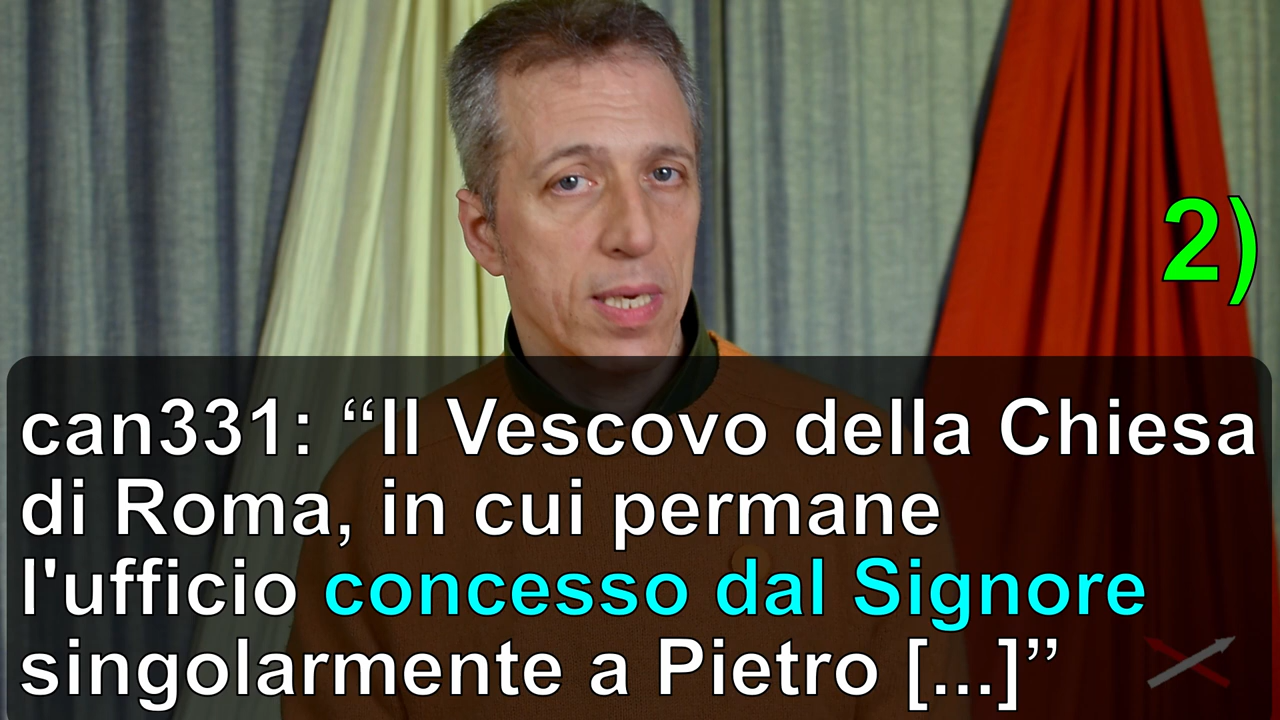 2)
can331: “Il Vescovo della Chiesa
di Roma, in cui permane
l'ufficio concesso dal Signore
singolarmente a Pietro [...]”